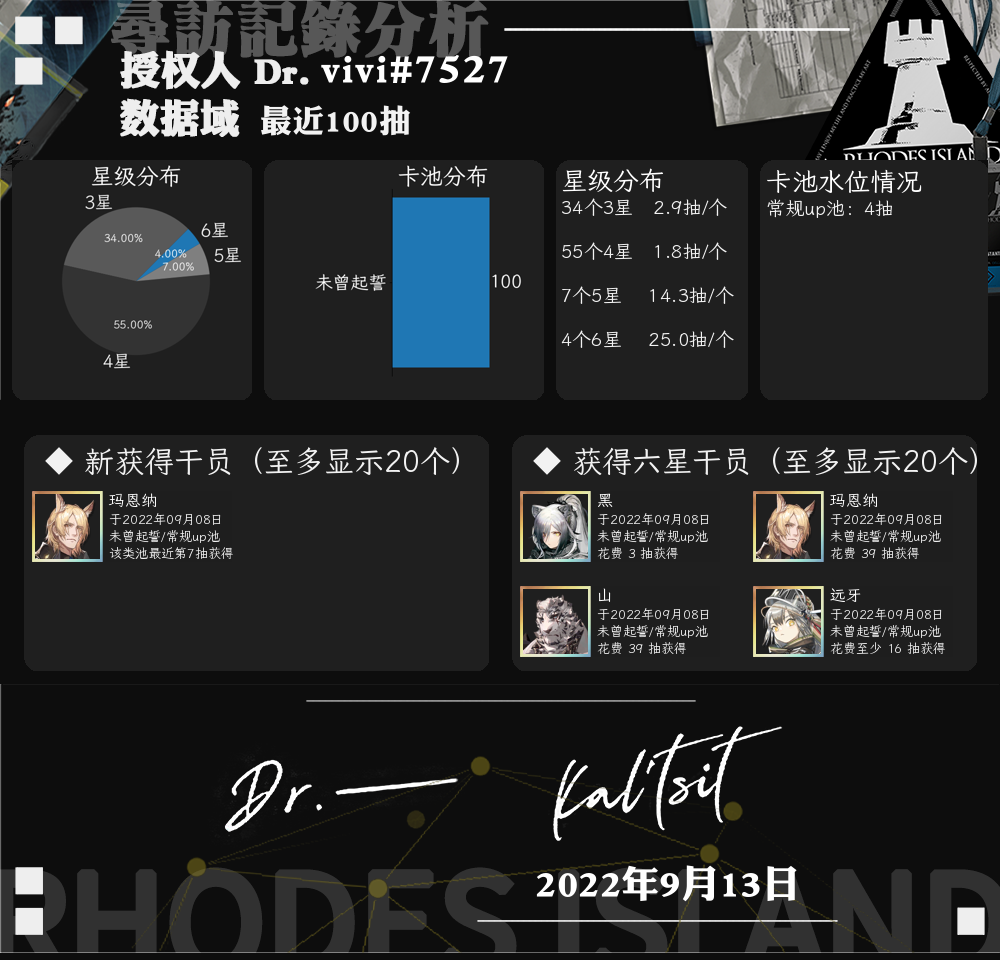 尋訪記錄分析
授权人 Dr. vivi#7527
数据域 最近100抽
RHODES ISLAND
星级分布
3星
34.00%
6星
4.00%
5星
7.00%
55.00%
4星
卡池分布
未曾起誓
100
星级分布
34个3星 2.9抽/个
55个4星 1.8抽/个
7个5星 14.3抽/个
4个6星 25.0抽/个
卡池水位情况
常规up池：4抽
◆ 新获得干员（至多显示20个）
玛恩纳
于2022年09月08日
未曾起誓/常规up池
该类池最近第7抽获得
◆ 获得六星干员（至多显示20个）
黑
于2022年09月08日
未曾起誓/常规up池
花费 3 抽获得
玛恩纳
于2022年09月08日
未曾起誓/常规up池
花费 39 抽获得
山
于2022年09月08日
未曾起誓/常规up池
花费 39 抽获得
远牙
于2022年09月08日
未曾起誓/常规up池
花费至少 16 抽获得
Dr.— Kal'tsit
2022年9月13日
RHODES ISLAND